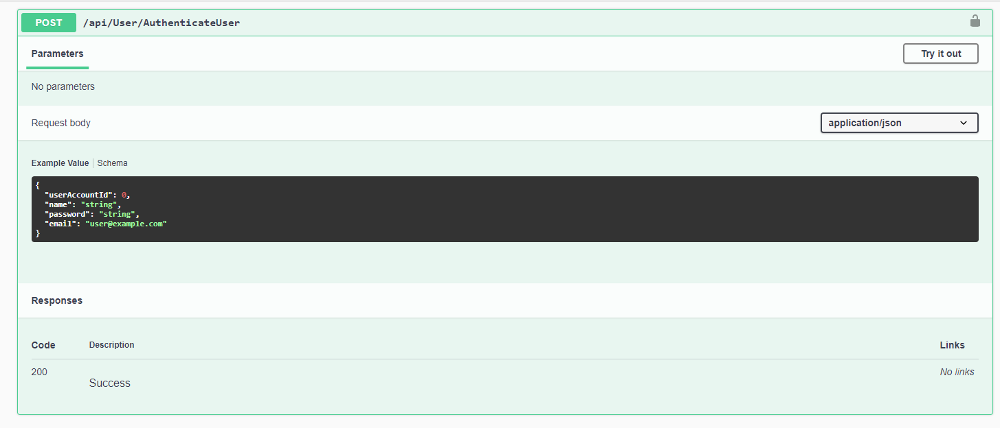 POST /api/User/AuthenticateUser
Parameters Try it out
No parameters
Request body application/json
Example Value Schema
{
"userAccountId": 0,
"name": "string",
"password": "string",
"email": "user@example.com"
}
Responses
Code Description Links
200 No links
Success